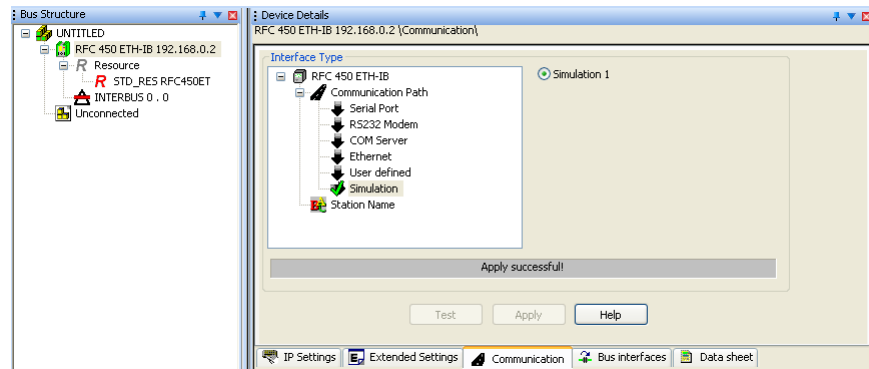 Bus Structure
UNTITLED
RFC 450 ETH-IB 192.168.0.2
R Resource
R STD_RES RFC450ET
INTERBUS 0 . 0
Unconnected
Device Details
RFC 450 ETH-IB 192.168.0.2 \Communication\
Interface Type
RFC 450 ETH-IB
Communication Path
Serial Port
RS232 Modem
COM Server
Ethernet
User defined
Simulation
Station Name
Simulation 1
Apply successful!
Test Apply Help
IP Settings Extended Settings Communication Bus interfaces Data sheet